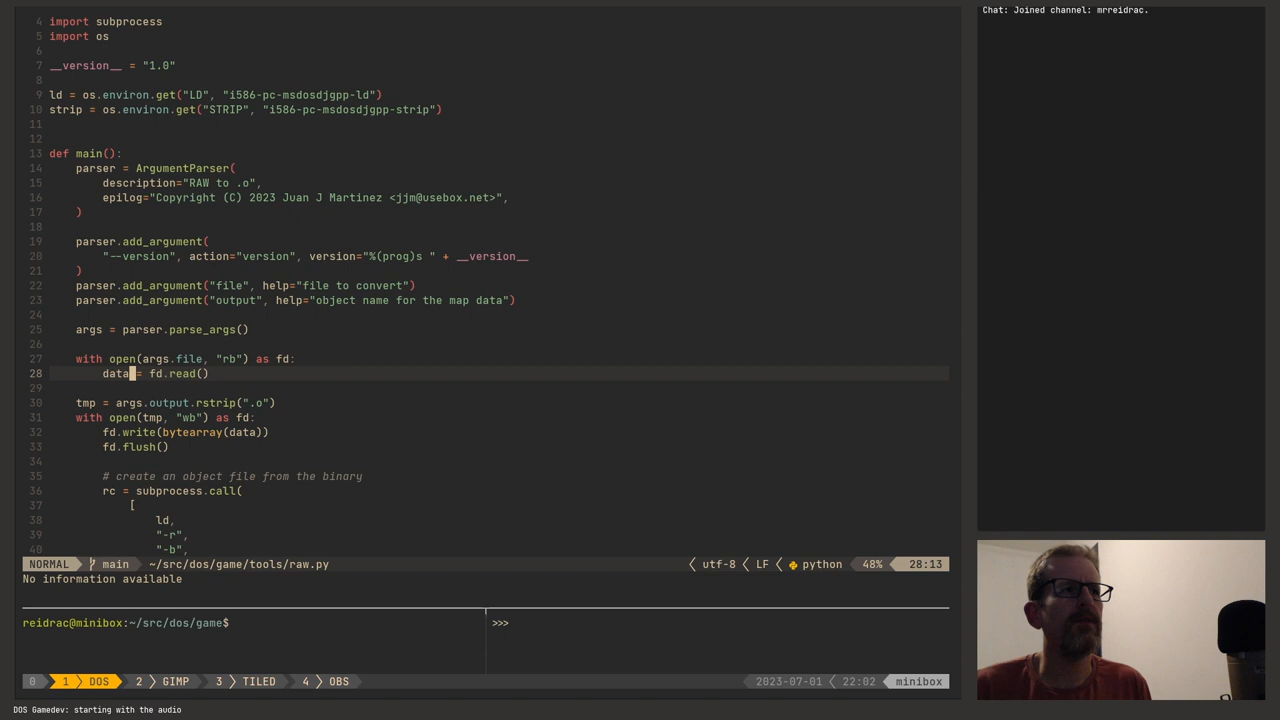 4 import subprocess
5 import os
6
7 __version__ = "1.0"
8
9 ld = os.environ.get("LD", "i586-pc-msdosdjgpp-ld")
10 strip = os.environ.get("STRIP", "i586-pc-msdosdjgpp-strip")
11
12
13 def main():
14 parser = ArgumentParser(
15 description="RAW to .o",
16 epilog="Copyright (C) 2023 Juan J Martinez <jjm@usebox.net>",
17 )
18
19 parser.add_argument(
20 "--version", action="version", version="%(prog)s " + __version__
21 )
22 parser.add_argument("file", help="file to convert")
23 parser.add_argument("output", help="object name for the map data")
24
25 args = parser.parse_args()
26
27 with open(args.file, "rb") as fd:
28 data = fd.read()
29
30 tmp = args.output.rstrip(".o")
31 with open(tmp, "wb") as fd:
32 fd.write(bytearray(data))
33 fd.flush()
34
35 # create an object file from the binary
36 rc = subprocess.call(
37 [
38 ld,
39 "-r",
40 "-b",
NORMAL main ~/src/dos/game/tools/raw.py utf-8 LF python 48% 28:13
No information available
reidrac@minibox:~/src/dos/game$ >>>
0 1 DOS 2 GIMP 3 TILED 4 OBS 2023-07-01 22:02 minibox
DOS Gamedev: starting with the audio
Chat: Joined channel: mrreidrac.